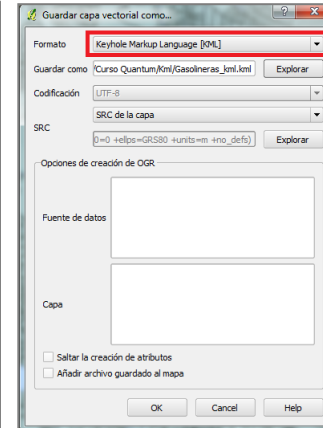 Guardar capa vectorial como...
Formato Keyhole Markup Language [KML]
Guardar como /Curso Quantum/Kml/Gasolineras_kml.kml Explorar
Codificación UTF-8
SRC de la capa
SRC
0=0 +ellps=GRS80 +units=m +no_defs) Explorar
Opciones de creación de OGR
Fuente de datos
Capa
Saltar la creación de atributos
Añadir archivo guardado al mapa
OK Cancel Help